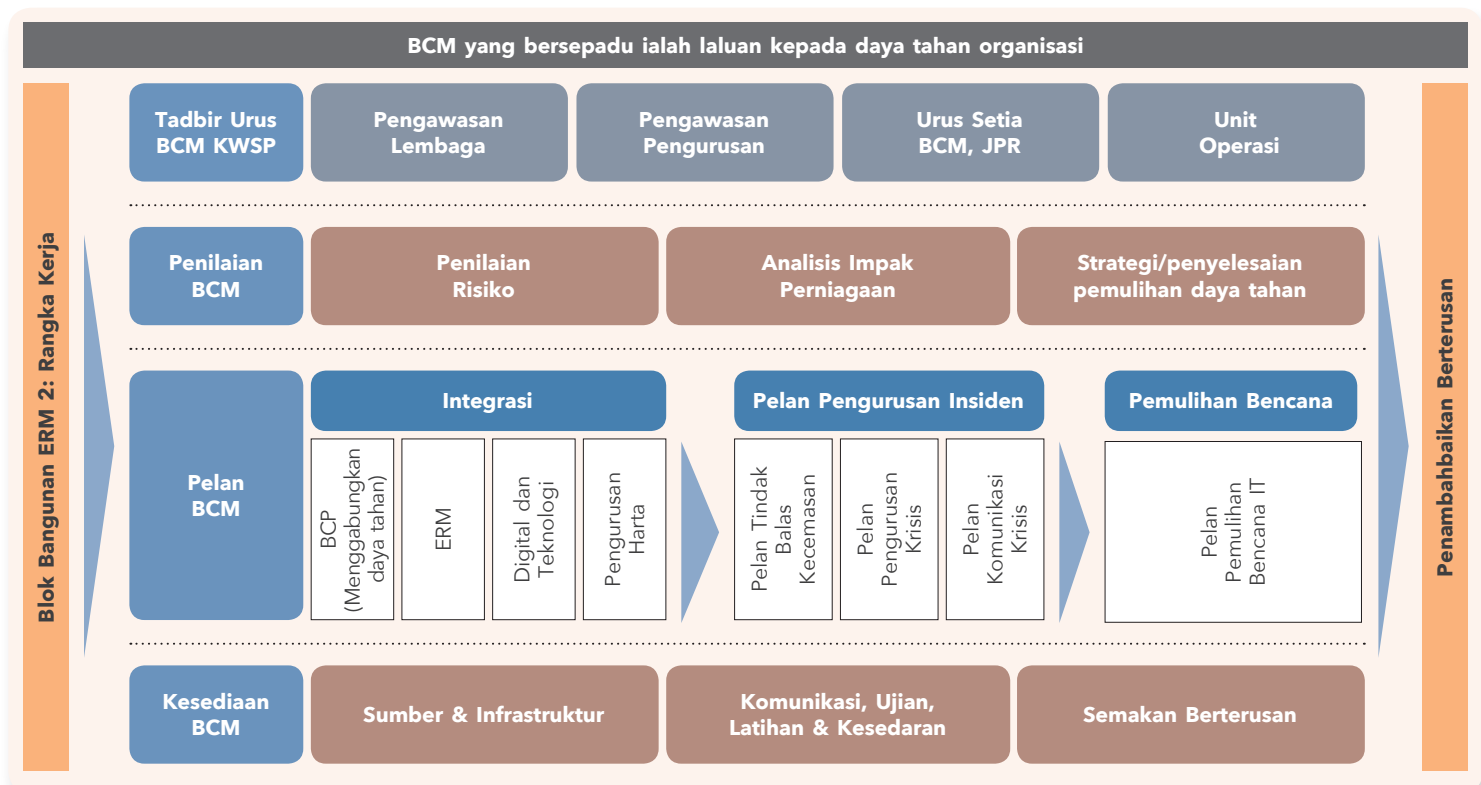 BCM yang bersepadu ialah laluan kepada daya tahan organisasi
Blok Bangunan ERM 2: Rangka Kerja
Tadbir Urus
BCM KWSP
Pengawasan
Lembaga
Pengawasan
Pengurusan
Urus Setia
BCM, JPR
Unit
Operasi
Penilaian
BCM
Penilaian
Risiko
Analisis Impak
Perniagaan
Strategi/penyelesaian
pemulihan daya tahan
Pelan
BCM
Integrasi
BCP
(Menggabungkan
daya tahan)
ERM
Digital dan
Teknologi
Pengurusan
Harta
Pelan Pengurusan Insiden
Pelan Tindak
Balas
Kecemasan
Pelan
Pengurusan
Krisis
Pelan
Komunikasi
Krisis
Pemulihan Bencana
Pelan
Pemulihan
Bencana IT
Kesediaan
BCM
Sumber & Infrastruktur
Komunikasi, Ujian,
Latihan & Kesedaran
Semakan Berterusan
Penambahbaikan Berterusan